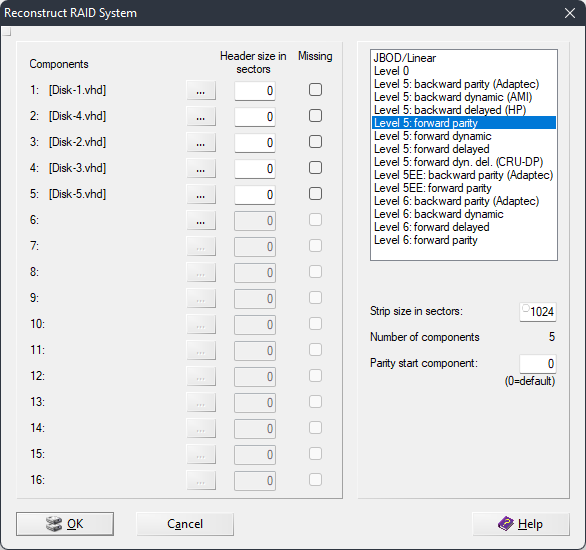 Reconstruct RAID System
Components
Header size in
sectors
Missing
1: [Disk-1.vhd] ... 0
2: [Disk-4.vhd] ... 0
3: [Disk-2.vhd] ... 0
4: [Disk-3.vhd] ... 0
5: [Disk-5.vhd] ... 0
6: ... 0
7: ... 0
8: ... 0
9: ... 0
10: ... 0
11: ... 0
12: ... 0
13: ... 0
14: ... 0
15: ... 0
16: ... 0
JBOD/Linear
Level 0
Level 5: backward parity (Adaptec)
Level 5: backward dynamic (AMI)
Level 5: backward delayed (HP)
Level 5: forward parity
Level 5: forward dynamic
Level 5: forward delayed
Level 5: forward dyn. del. (CRU-DP)
Level 5EE: backward parity (Adaptec)
Level 5EE: forward parity
Level 6: backward parity (Adaptec)
Level 6: backward dynamic
Level 6: forward delayed
Level 6: forward parity
Strip size in sectors: 1024
Number of components 5
Parity start component: 0
(0=default)
OK
Cancel
Help